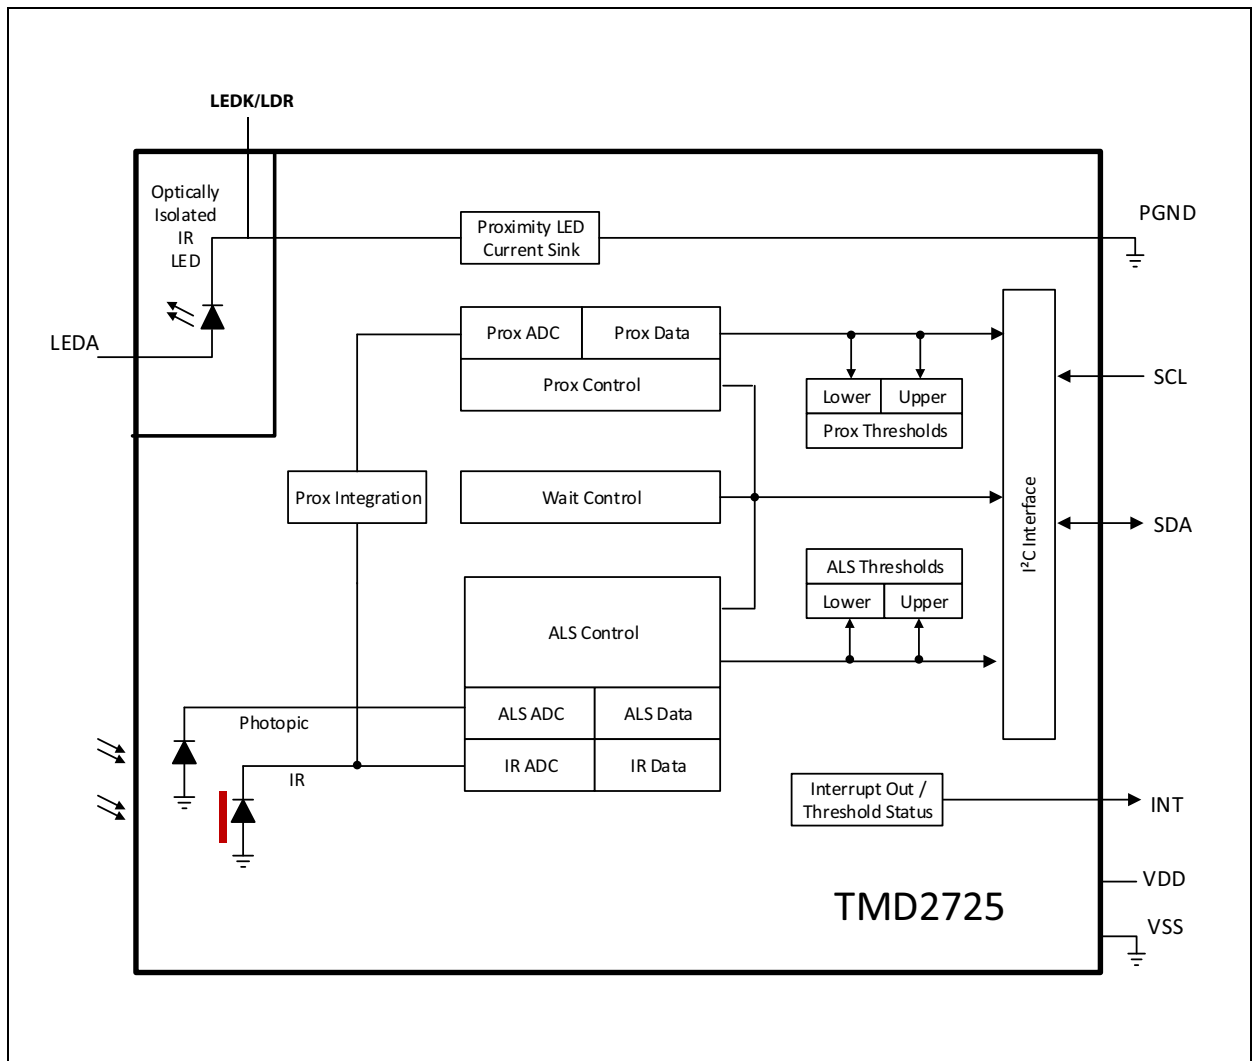 LEDK/LDR
Optically
Isolated
IR
LED
LEDA
Proximity LED
Current Sink
PGND
Prox ADC
Prox Data
Prox Control
Lower
Upper
Prox Thresholds
SCL
Prox Integration
Wait Control
I²C Interface
SDA
ALS Thresholds
Lower
Upper
ALS Control
Photopic
ALS ADC
ALS Data
IR
IR ADC
IR Data
Interrupt Out /
Threshold Status
INT
VDD
TMD2725
VSS